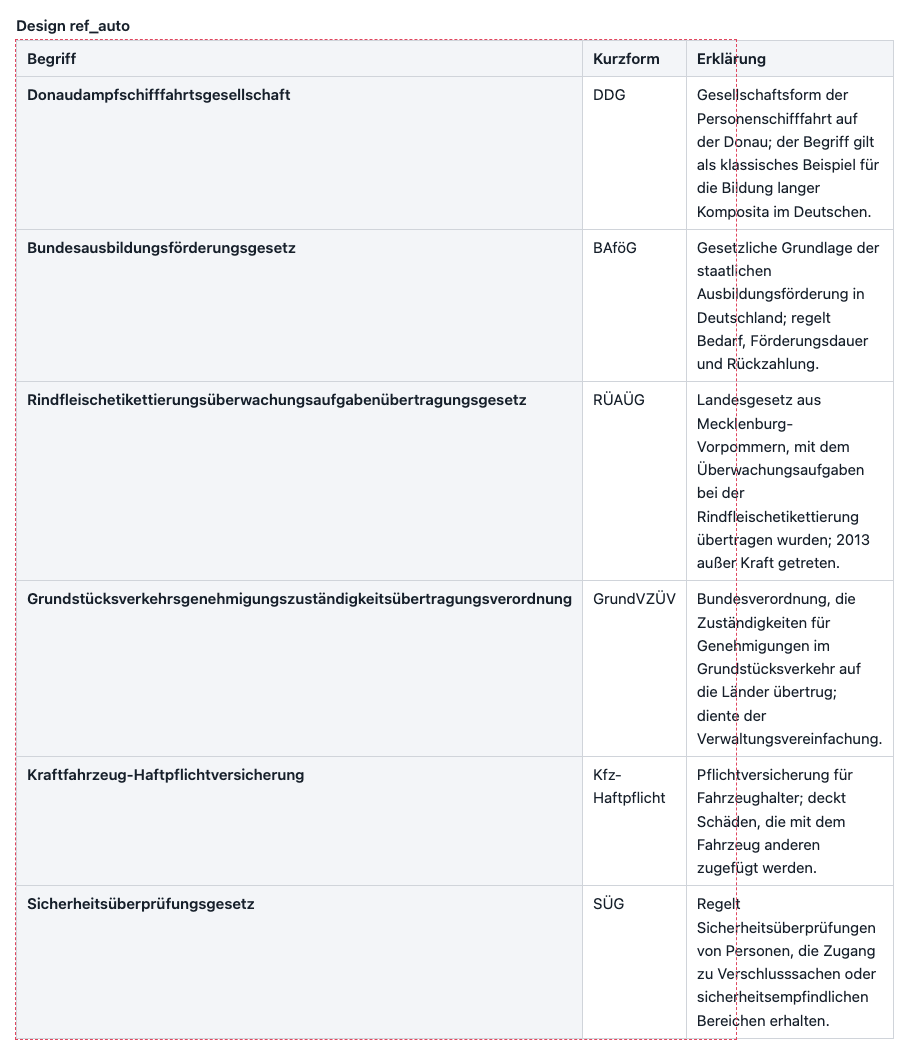 Design ref_auto
Begriff Kurzform Erklärung
Donaudampfschifffahrtsgesellschaft DDG Gesellschaftsform der
Personenschifffahrt auf
der Donau; der Begriff gilt
als klassisches Beispiel für
die Bildung langer
Komposita im Deutschen.
Bundesausbildungsförderungsgesetz BAföG Gesetzliche Grundlage der
staatlichen
Ausbildungsförderung in
Deutschland; regelt
Bedarf, Förderungsdauer
und Rückzahlung.
Rindfleischetikettierungsüberwachungsaufgabenübertragungsgesetz RÜAÜG Landesgesetz aus
Mecklenburg-
Vorpommern, mit dem
Überwachungsaufgaben
bei der
Rindfleischetikettierung
übertragen wurden; 2013
außer Kraft getreten.
Grundstücksverkehrsgenehmigungszuständigkeitsübertragungsverordnung GrundVZÜV Bundesverordnung, die
Zuständigkeiten für
Genehmigungen im
Grundstücksverkehr auf
die Länder übertrug;
diente der
Verwaltungsvereinfachung.
Kraftfahrzeug-Haftpflichtversicherung Kfz- Pflichtversicherung für
Haftpflicht Fahrzeughalter; deckt
Schäden, die mit dem
Fahrzeug anderen
zugefügt werden.
Sicherheitsüberprüfungsgesetz SÜG Regelt
Sicherheitsüberprüfungen
von Personen, die Zugang
zu Verschlusssachen oder
sicherheitsempfindlichen
Bereichen erhalten.